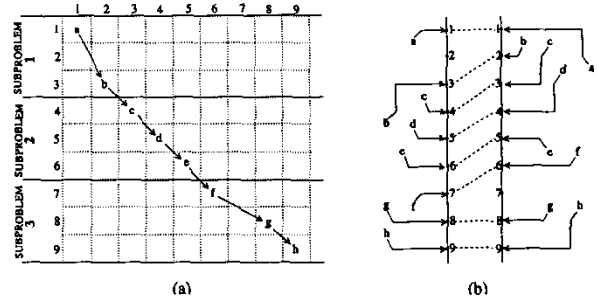 1 2 3 4 5 6 7 8 9
SUBPROBLEM
1
1 a
2
3 b
SUBPROBLEM
2
4 c
5 d
6 e
SUBPROBLEM
3
7 f
8 g
9 h
(a)
1 1
a
b c
2 2
d a
3 3
c
b 4 4
d 5 5
e e f
6 6
7
f
g h
8 8 g
h
9 9
(b)